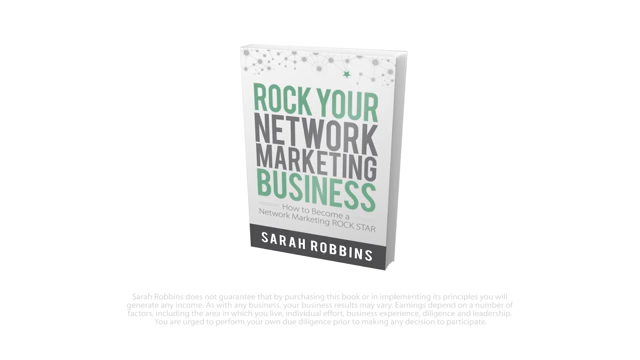 ROCK YOUR
NETWORK
MARKETING
BUSINESS
How to Become a
Network Marketing ROCK STAR
SARAH ROBBINS
Sarah Robbins does not guarantee that by purchasing this book or in implementing its principles you will
generate any income. As with any business, your business results may vary. Earnings depend on a number of
factors, including the area in which you live, individual effort, business experience, diligence and leadership.
You are urged to perform your own due diligence prior to making any decision to participate.